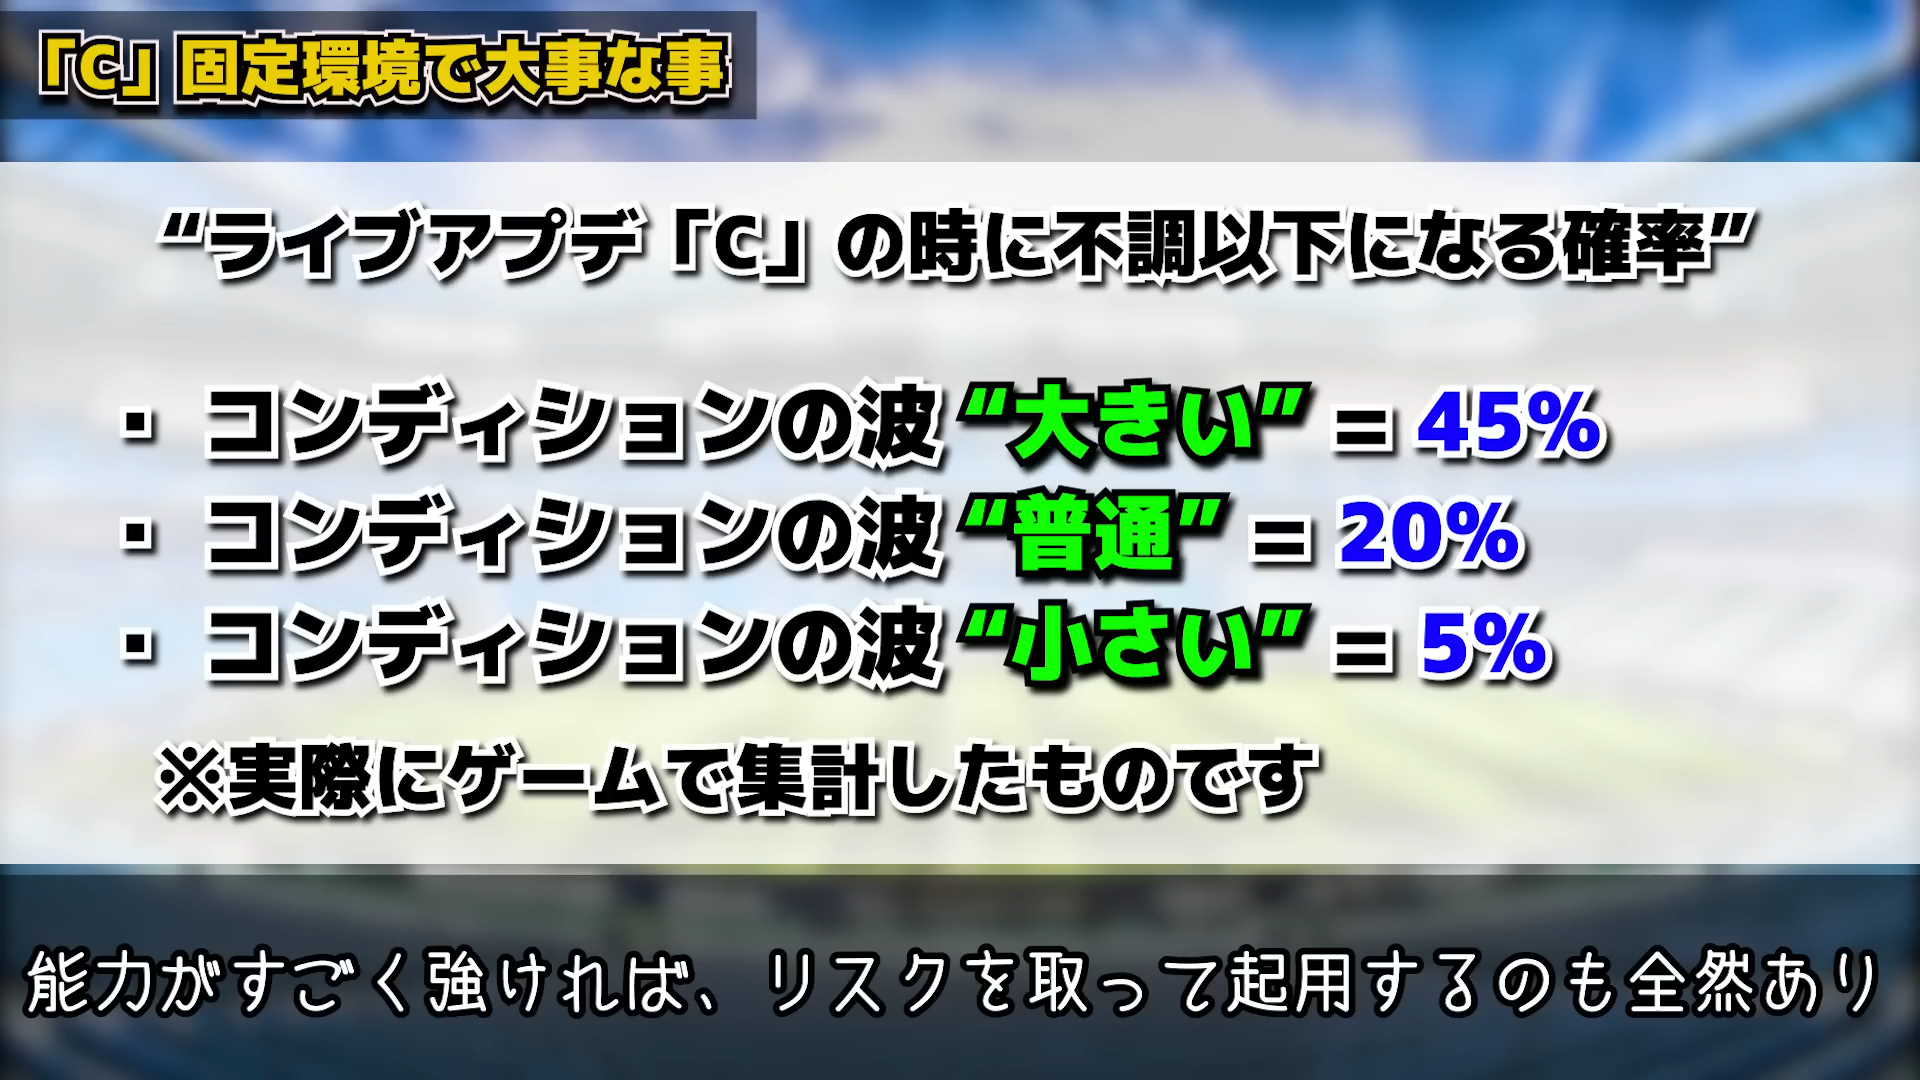 「C」固定環境で大事な事
“ライブアプデ「C」の時に不調以下になる確率”
・ コンディションの波 “大きい” = 45%
・ コンディションの波 “普通” = 20%
・ コンディションの波 “小さい” = 5%
※実際にゲームで集計したものです
能力がすごく強ければ、リスクを取って起用するのも全然あり